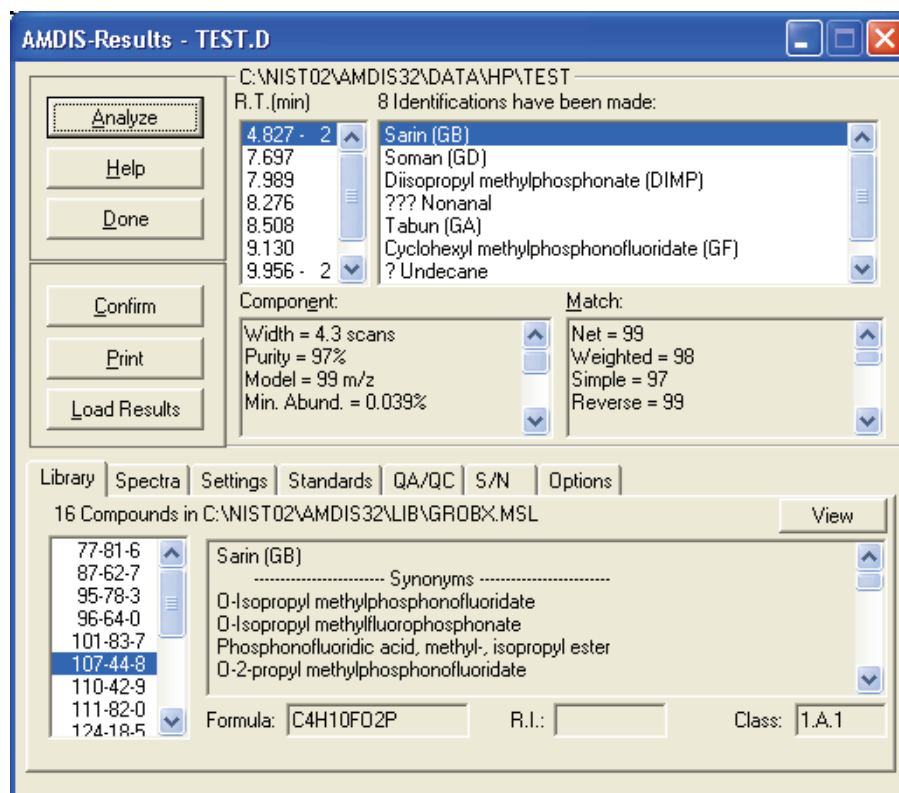 AMDIS-Results - TEST.D
C:\NIST02\AMDIS32\DATA\HP\TEST
Analyze
Help
Done
Confirm
Print
Load Results
R.T.(min) 8 Identifications have been made:
4.827 - 2 Sarin (GB)
7.697 Soman (GD)
7.989 Diisopropyl methylphosphonate (DIMP)
8.276 ??? Nonanal
8.508 Tabun (GA)
9.130 Cyclohexyl methylphosphonofluoridate (GF)
9.956 - 2 ? Undecane
Component:
Width = 4.3 scans
Purity = 97%
Model = 99 m/z
Min. Abund. = 0.039%
Match:
Net = 99
Weighted = 98
Simple = 97
Reverse = 99
Library Spectra Settings Standards QA/QC S/N Options
16 Compounds in C:\NIST02\AMDIS32\LIB\GROBX.MSL View
77-81-6
87-62-7
95-78-3
96-64-0
101-83-7
107-44-8
110-42-9
111-82-0
124-18-5
Sarin (GB)
------------------------- Synonyms -------------------------
O-Isopropyl methylphosphonofluoridate
O-Isopropyl methylfluorophosphonate
Phosphonofluoridic acid, methyl-, isopropyl ester
O-2-propyl methylphosphonofluoridate
Formula: C4H10FO2P R.I.: Class: 1.A.1